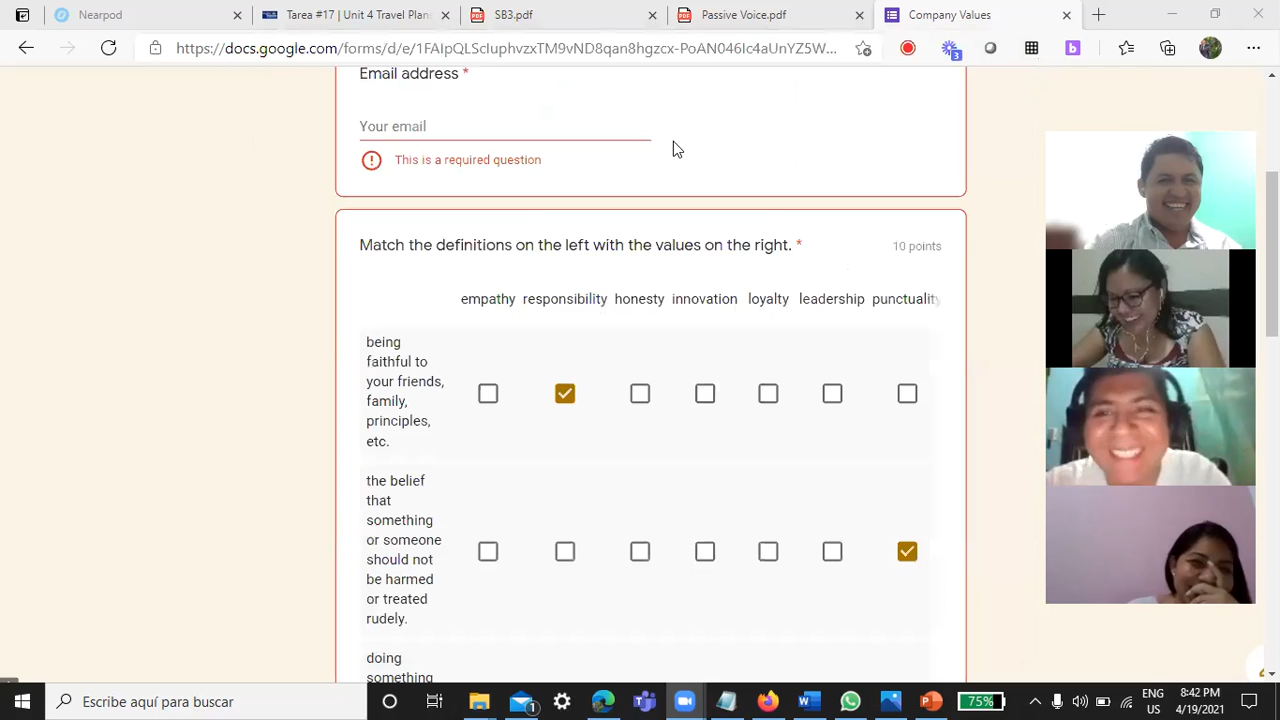 Nearpod
Tarea #17 | Unit 4 Travel Plans
SB3.pdf
Passive Voice.pdf
Company Values
https://docs.google.com/forms/d/e/1FAIpQLScIuphvzxTM9vND8qan8hgzcx-PoAN046Ic4aUnYZ5W...
3
Email address *
Your email
This is a required question
Match the definitions on the left with the values on the right. *
10 points
empathy responsibility honesty innovation loyalty leadership punctuality
being
faithful to
your friends,
family,
principles,
etc.
the belief
that
something
or someone
should not
be harmed
or treated
rudely.
doing
something
Escribe aquí para buscar
1
75%
ENG
US
8:42 PM
4/19/2021